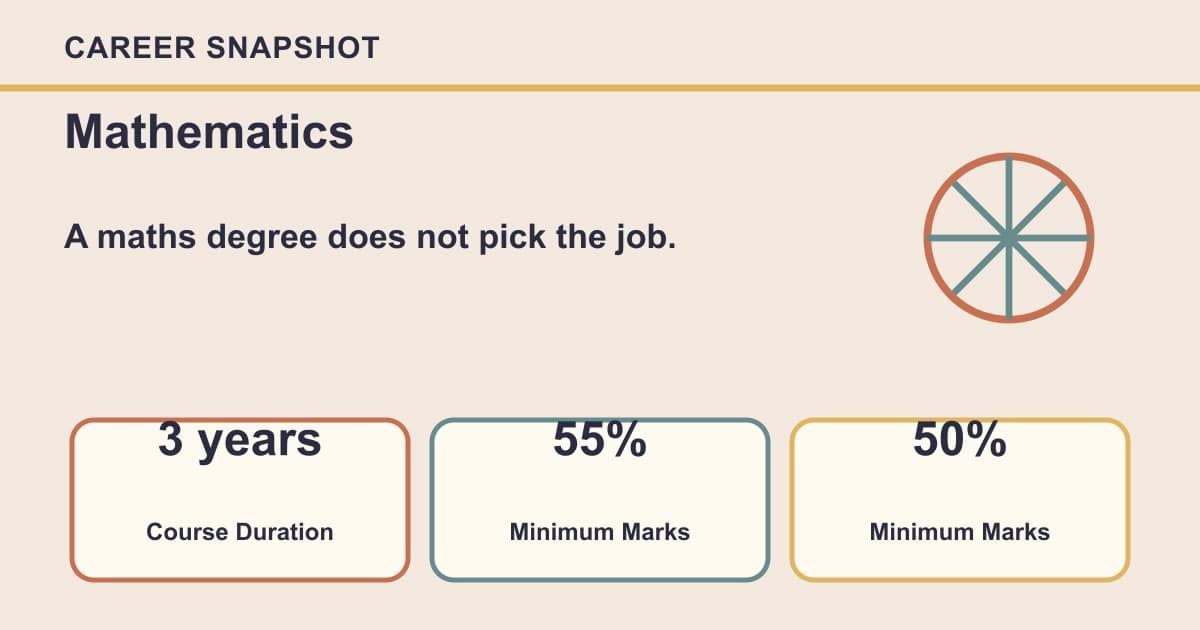 CAREER SNAPSHOT
Mathematics
A maths degree does not pick the job.
3 years
Course Duration
55%
Minimum Marks
50%
Minimum Marks